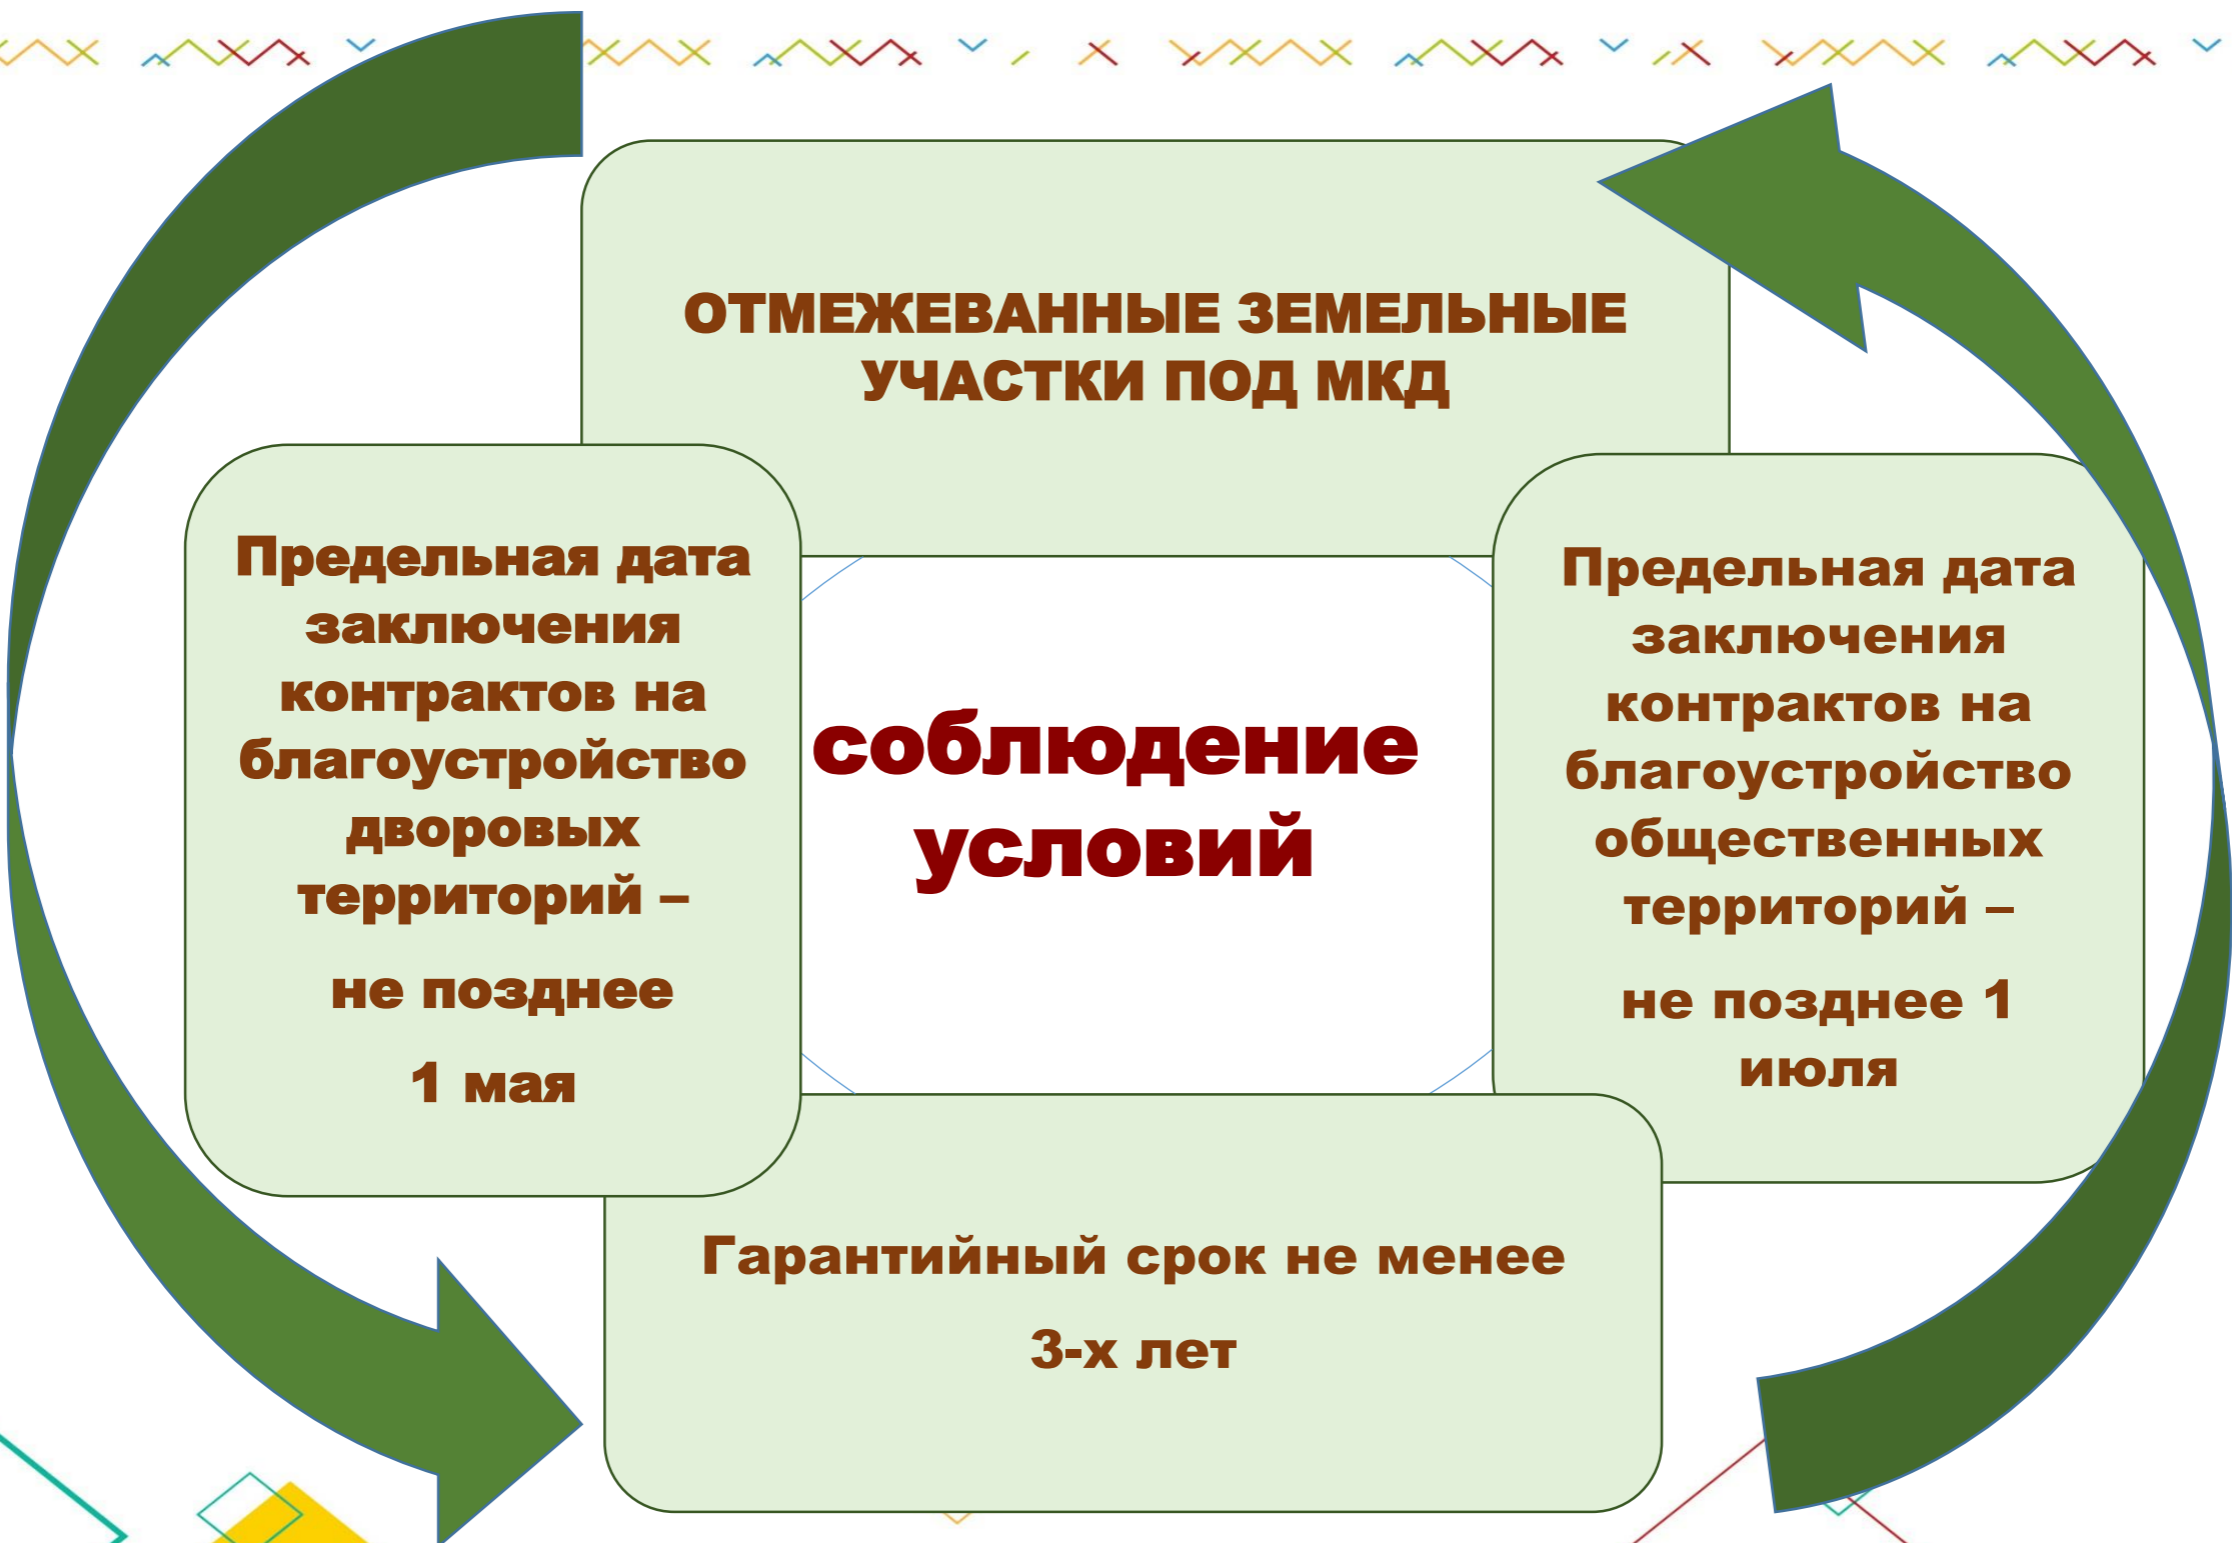 ОТМЕЖЕВАННЫЕ ЗЕМЕЛЬНЫЕ
УЧАСТКИ ПОД МКД
Предельная дата
заключения
контрактов на
благоустройство
дворовых
территорий –
не позднее
1 мая
соблюдение
условий
Предельная дата
заключения
контрактов на
благоустройство
общественных
территорий –
не позднее 1
июля
Гарантийный срок не менее
3-х лет